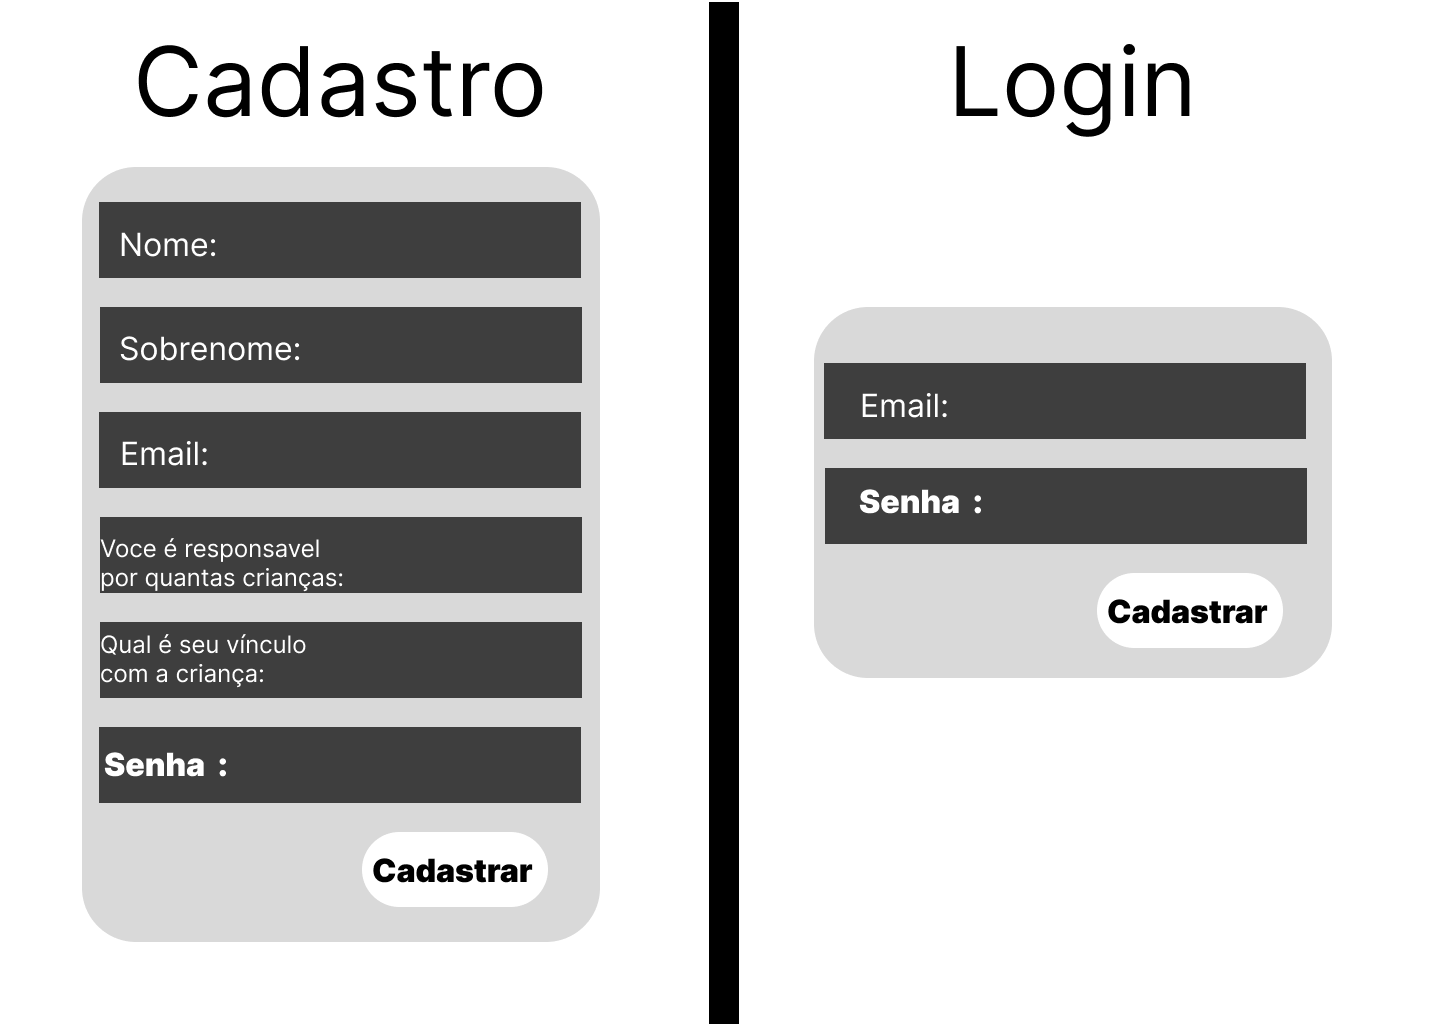 Cadastro
Nome:
Sobrenome:
Email:
Voce é responsavel
por quantas crianças:
Qual é seu vínculo
com a criança:
Senha :
Cadastrar
Login
Email:
Senha :
Cadastrar